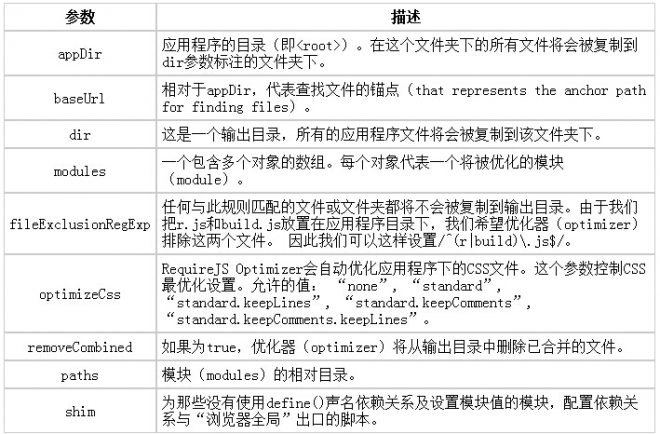 参数 描述
appDir
应用程序的目录（即<root>）。在这个文件夹下的所有文件将会被复制到
dir参数标注的文件夹下。
baseUrl
相对于appDir，代表查找文件的锚点（that represents the anchor path
for finding files）。
dir 这是一个输出目录，所有的应用程序文件将会被复制到该文件夹下。
modules
一个包含多个对象的数组。每个对象代表一个将被优化的模块
（module）。
fileExclusionRegExp
任何与此规则匹配的文件或文件夹都将不会被复制到输出目录。由于我们
把r.js和build.js放置在应用程序目录下，我们希望优化器（optimizer）
排除这两个文件。 因此我们可以这样设置/^(r|build)\.js$/。
optimizeCss
RequireJS Optimizer会自动优化应用程序下的CSS文件。这个参数控制CSS
最优化设置。允许的值： “none”, “standard”,
“standard.keepLines”, “standard.keepComments”,
“standard.keepComments.keepLines”。
removeCombined 如果为true，优化器（optimizer）将从输出目录中删除已合并的文件。
paths 模块（modules）的相对目录。
shim
为那些没有使用define()声名依赖关系及设置模块值的模块，配置依赖关
系与“浏览器全局”出口的脚本。